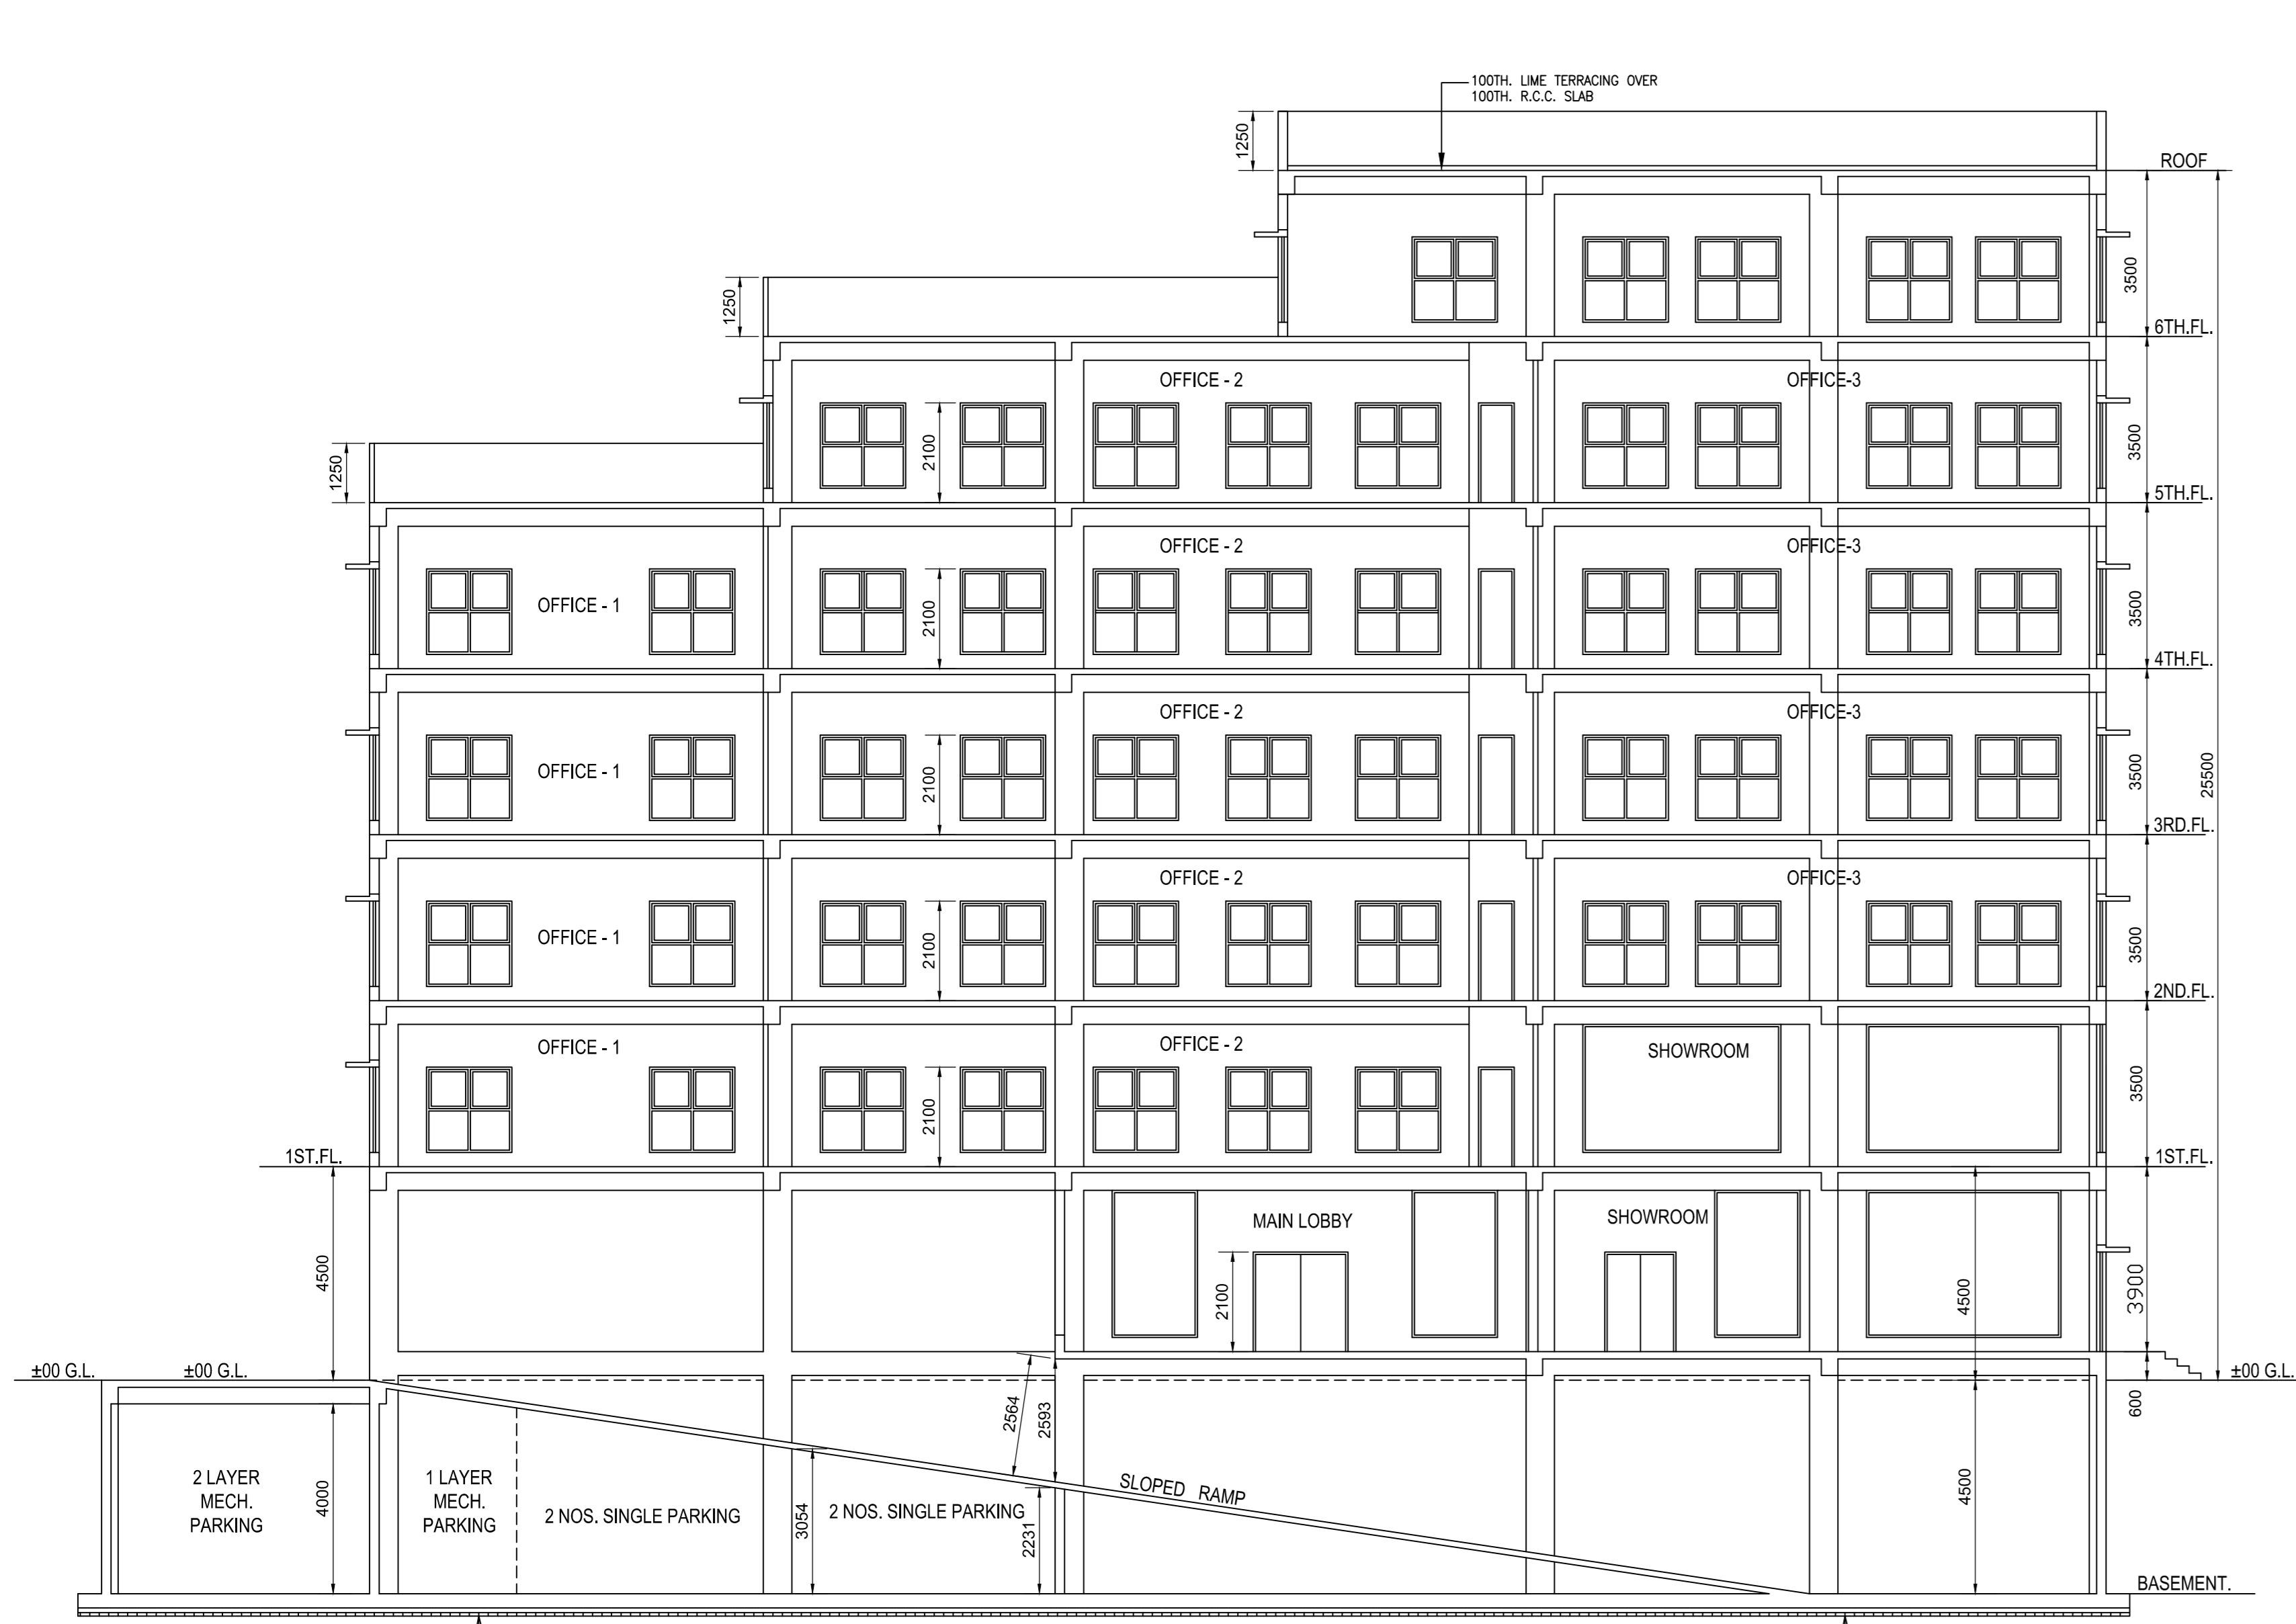 100TH. LIME TERRACING OVER
100TH. R.C.C. SLAB
1250
ROOF
3500
1250
6TH.FL.
OFFICE - 2
OFFICE-3
2100
3500
1250
5TH.FL.
OFFICE - 2
OFFICE-3
OFFICE - 1
2100
3500
4TH.FL.
OFFICE - 2
OFFICE-3
OFFICE - 1
2100
3500
25500
3RD.FL.
OFFICE - 2
OFFICE-3
OFFICE - 1
2100
3500
2ND.FL.
OFFICE - 1
OFFICE - 2
SHOWROOM
2100
3500
1ST.FL.
1ST.FL.
MAIN LOBBY
SHOWROOM
4500
2100
4500
3900
±00 G.L.
±00 G.L.
±00 G.L.
600
2564
2593
2 LAYER
MECH.
PARKING
4000
1 LAYER
MECH.
PARKING
2 NOS. SINGLE PARKING
3054
2 NOS. SINGLE PARKING
2231
SLOPED RAMP
4500
BASEMENT.